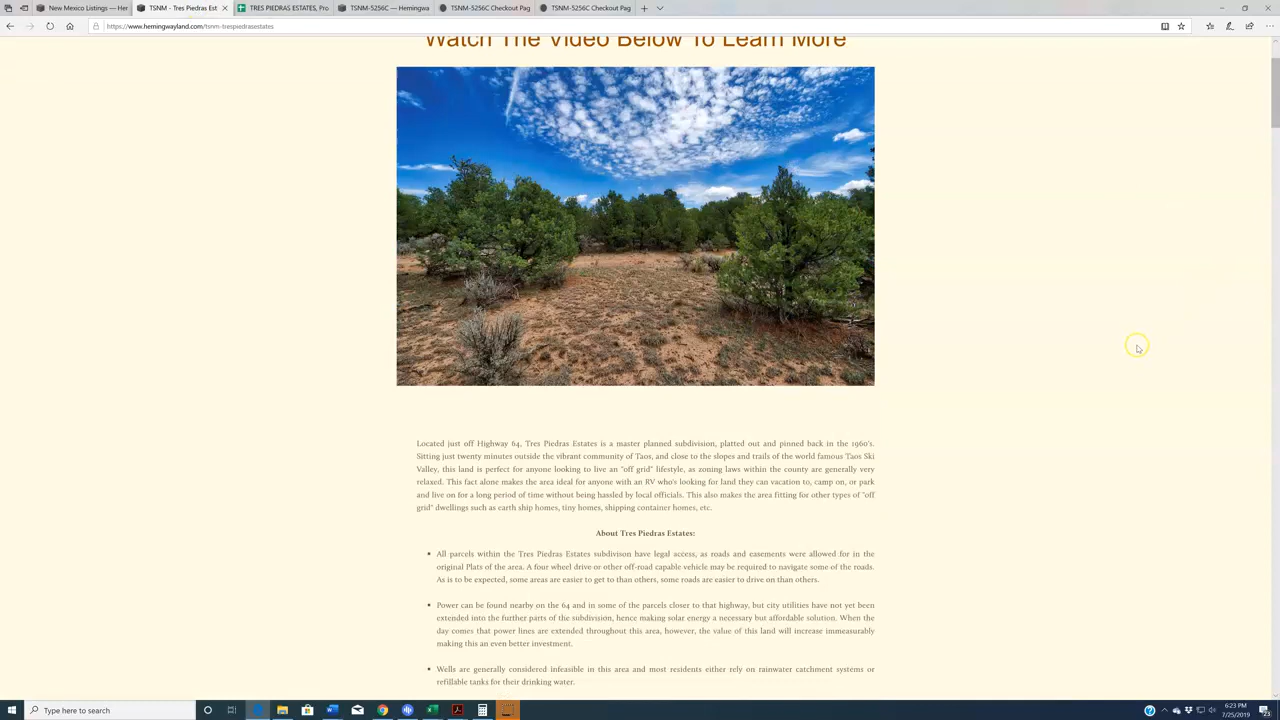 New Mexico Listings — Her
TSNM - Tres Piedras Est
TRES PIEDRAS ESTATES, Pro
TSNM-5256C — Hemingwa
TSNM-5256C Checkout Pag
TSNM-5256C Checkout Pag
https://www.hemingwayland.com/tsnm-trespiedrasestates
Watch The Video Below To Learn More
Located just off Highway 64, Tres Piedras Estates is a master planned subdivision, platted out and pinned back in the 1960's.
Sitting just twenty minutes outside the vibrant community of Taos, and close to the slopes and trails of the world famous Taos Ski
Valley, this land is perfect for anyone looking to live an "off grid" lifestyle, as zoning laws within the county are generally very
relaxed. This fact alone makes the area ideal for anyone with an RV who's looking for land they can vacation to, camp on, or park
and live on for a long period of time without being hassled by local officials. This also makes the area fitting for other types of "off
grid" dwellings such as earth ship homes, tiny homes, shipping container homes, etc.
About Tres Piedras Estates:
All parcels within the Tres Piedras Estates subdivison have legal access, as roads and easements were allowed for in the
original Plats of the area. A four wheel drive or other off-road capable vehicle may be required to navigate some of the roads.
As is to be expected, some areas are easier to get to than others, some roads are easier to drive on than others.
Power can be found nearby on the 64 and in some of the parcels closer to that highway, but city utilities have not yet been
extended into the further parts of the subdivision, hence making solar energy a necessary but affordable solution. When the
day comes that power lines are extended throughout this area, however, the value of this land will increase immeasurably
making this an even better investment.
Wells are generally considered infeasible in this area and most residents either rely on rainwater catchment systems or
refillable tanks for their drinking water.
Type here to search
6:23 PM
7/25/2019
23